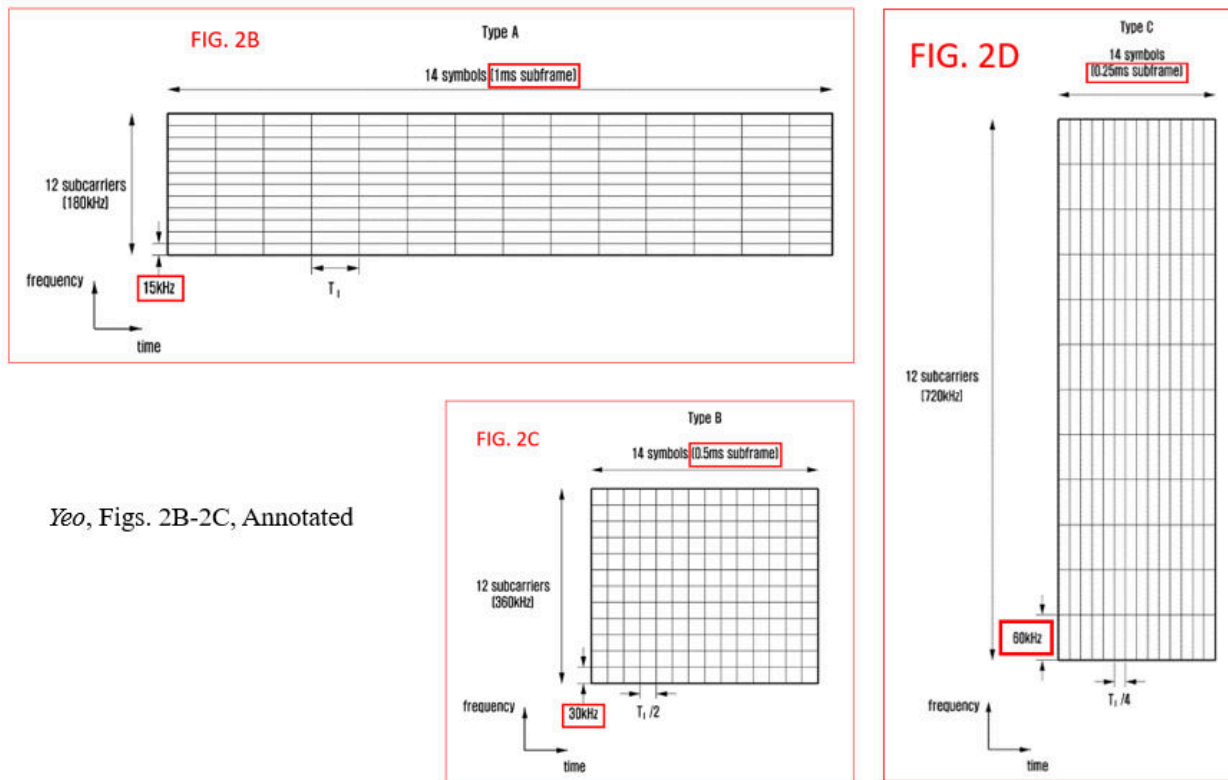 FIG. 2B
Type A
14 symbols (1ms subframe)
12 subcarriers
(180kHz)
15kHz
T₁
frequency
time
FIG. 2C
Type B
14 symbols (0.5ms subframe)
12 subcarriers
(360kHz)
30kHz
T₁/2
frequency
time
Yeo, Figs. 2B-2C, Annotated
FIG. 2D
Type C
14 symbols
(0.25ms subframe)
12 subcarriers
(720kHz)
60kHz
T₁/4
frequency
time